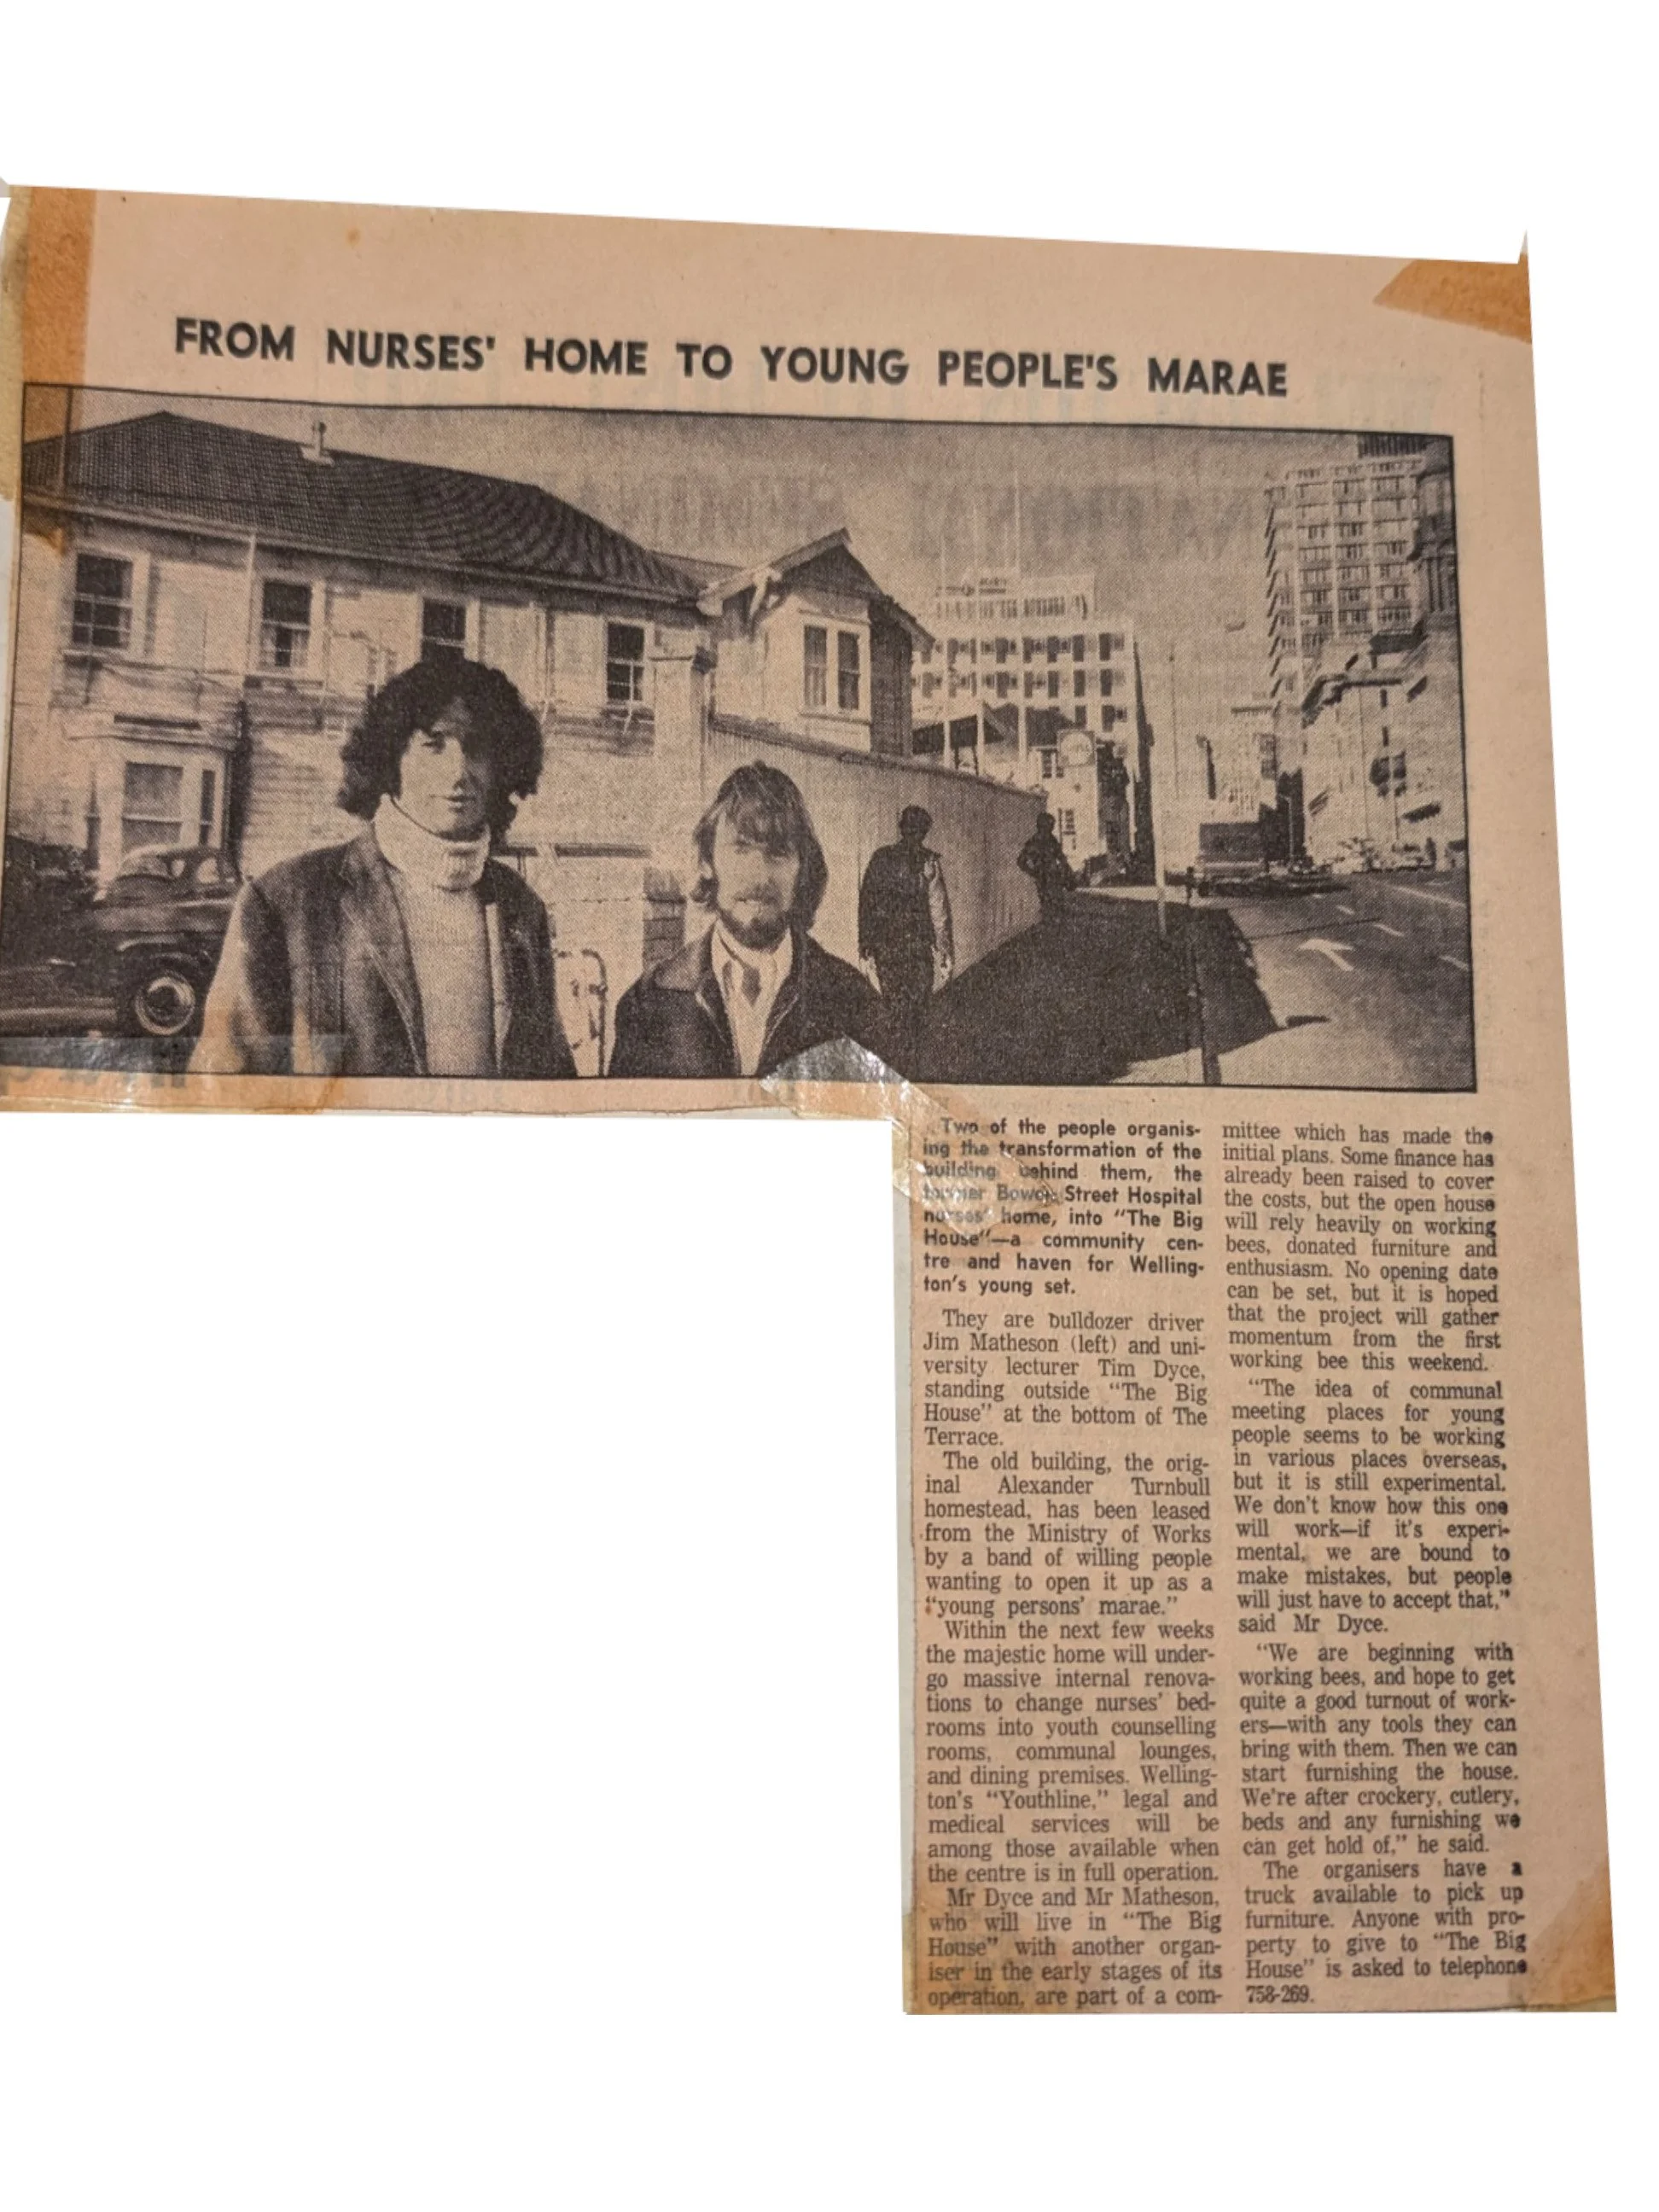 FROM NURSES' HOME TO YOUNG PEOPLE'S MARAE
Two of the people organis-
ing the transformation of the
building behind them, the
former Bowen Street Hospital
nurses' home, into "The Big
House"—a community cen-
tre and haven for Welling-
ton's young set.
They are bulldozer driver
Jim Matheson (left) and uni-
versity lecturer Tim Dyce,
standing outside "The Big
House" at the bottom of The
Terrace.
The old building, the orig-
inal Alexander Turnbull
homestead, has been leased
from the Ministry of Works
by a band of willing people
wanting to open it up as a
"young persons' marae."
Within the next few weeks
the majestic home will under-
go massive internal renova-
tions to change nurses' bed-
rooms into youth counselling
rooms, communal lounges,
and dining premises. Welling-
ton's "Youthline," legal and
medical services will be
among those available when
the centre is in full operation.
Mr Dyce and Mr Matheson,
who will live in "The Big
House" with another organ-
iser in the early stages of its
operation, are part of a com-
mittee which has made the
initial plans. Some finance has
already been raised to cover
the costs, but the open house
will rely heavily on working
bees, donated furniture and
enthusiasm. No opening date
can be set, but it is hoped
that the project will gather
momentum from the first
working bee this weekend.
"The idea of communal
meeting places for young
people seems to be working
in various places overseas,
but it is still experimental.
We don't know how this one
will work—if it's experi-
mental, we are bound to
make mistakes, but people
will just have to accept that,"
said Mr Dyce.
"We are beginning with
working bees, and hope to get
quite a good turnout of work-
ers—with any tools they can
bring with them. Then we can
start furnishing the house.
We're after crockery, cutlery,
beds and any furnishing we
can get hold of," he said.
The organisers have a
truck available to pick up
furniture. Anyone with pro-
perty to give to "The Big
House" is asked to telephone
758-269.